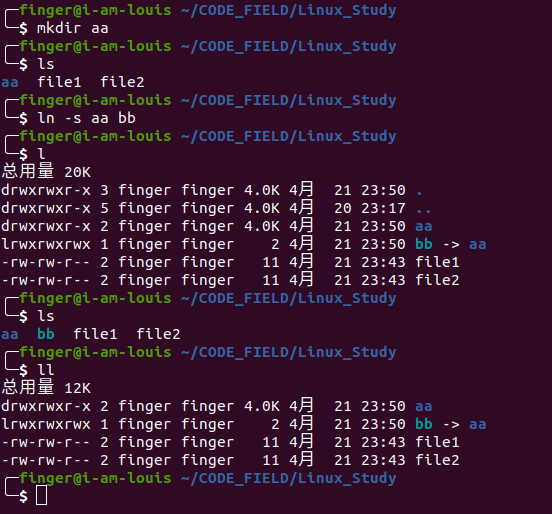 finger@i-am-louis ~/CODE_FIELD/Linux_Study
$ mkdir aa
finger@i-am-louis ~/CODE_FIELD/Linux_Study
$ ls
aa  file1  file2
finger@i-am-louis ~/CODE_FIELD/Linux_Study
$ ln -s aa bb
finger@i-am-louis ~/CODE_FIELD/Linux_Study
$ l
总用量 20K
drwxrwxr-x 3 finger finger 4.0K 4月  21 23:50 .
drwxrwxr-x 5 finger finger 4.0K 4月  20 23:17 ..
drwxrwxr-x 2 finger finger 4.0K 4月  21 23:50 aa
lrwxrwxrwx 1 finger finger    2 4月  21 23:50 bb -> aa
-rw-rw-r-- 2 finger finger   11 4月  21 23:43 file1
-rw-rw-r-- 2 finger finger   11 4月  21 23:43 file2
finger@i-am-louis ~/CODE_FIELD/Linux_Study
$ ls
aa  bb  file1  file2
finger@i-am-louis ~/CODE_FIELD/Linux_Study
$ ll
总用量 12K
drwxrwxr-x 2 finger finger 4.0K 4月  21 23:50 aa
lrwxrwxrwx 1 finger finger    2 4月  21 23:50 bb -> aa
-rw-rw-r-- 2 finger finger   11 4月  21 23:43 file1
-rw-rw-r-- 2 finger finger   11 4月  21 23:43 file2
finger@i-am-louis ~/CODE_FIELD/Linux_Study
$